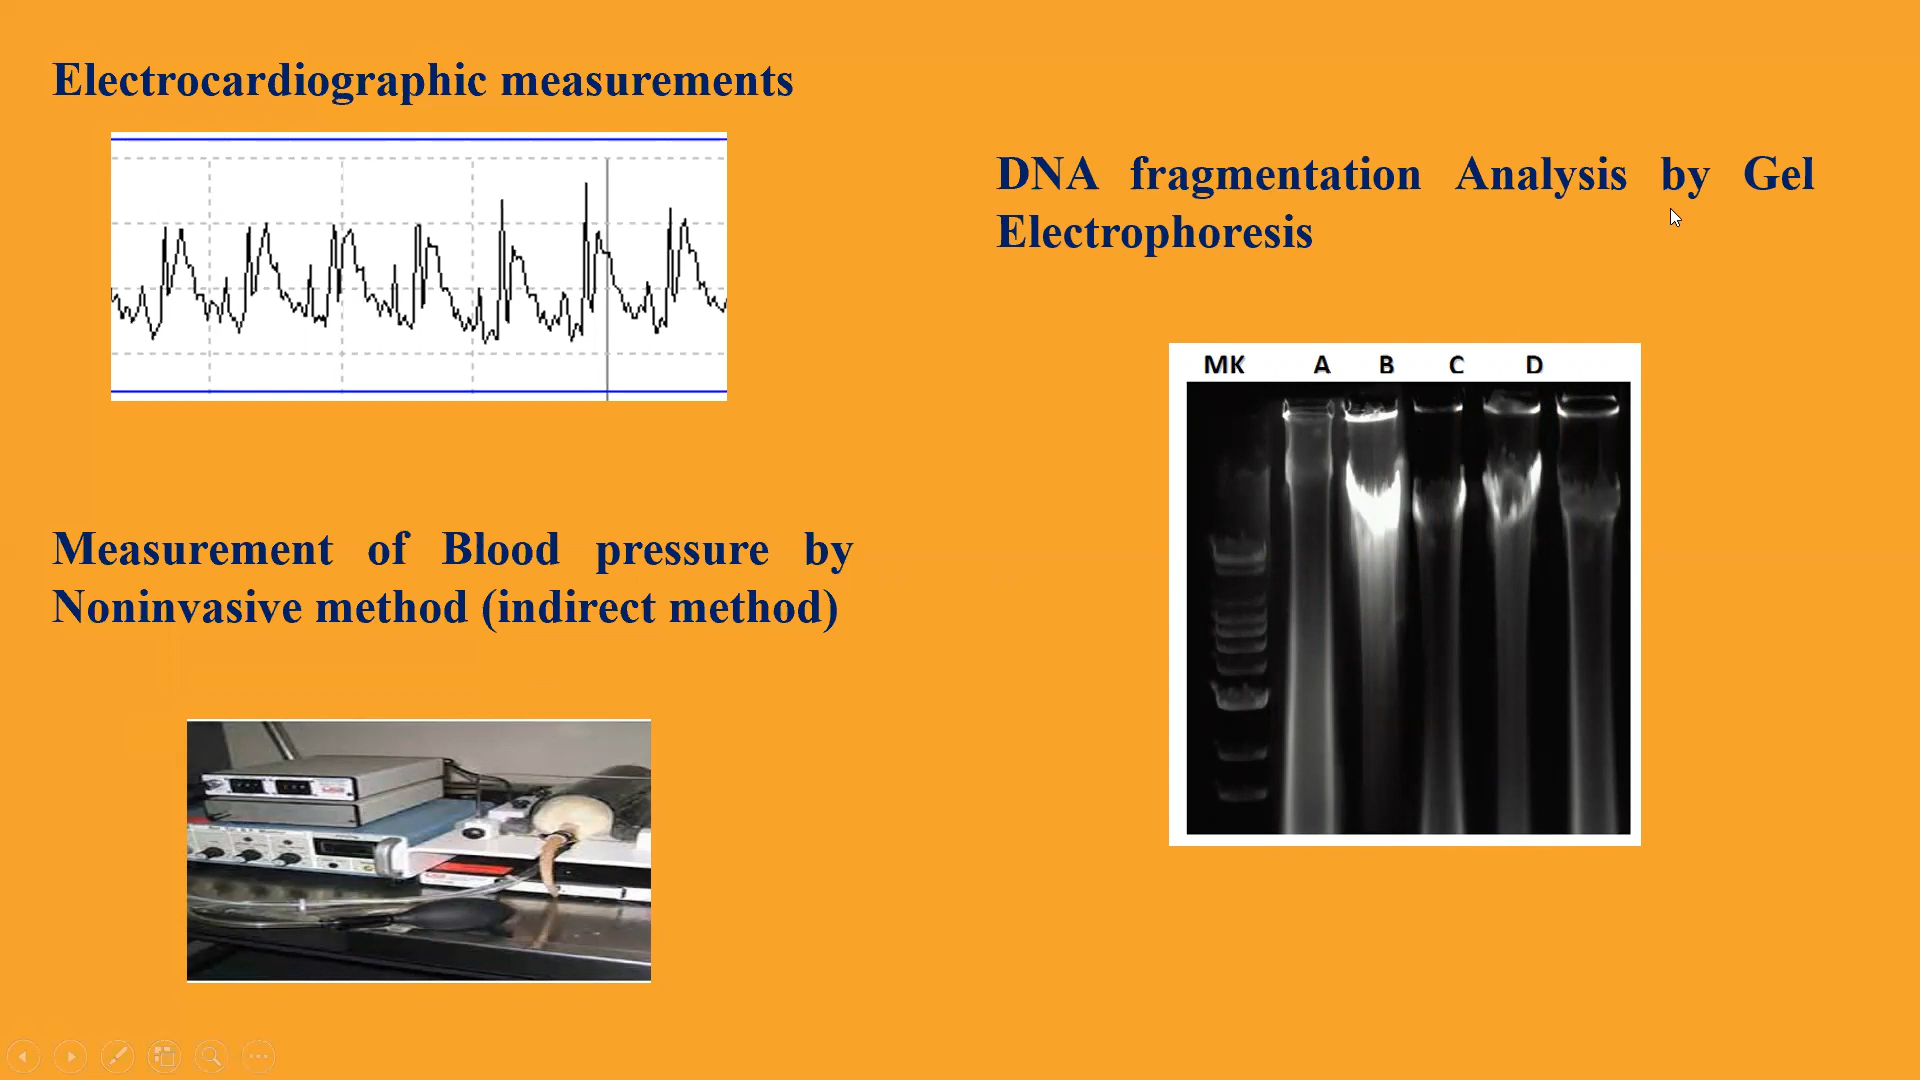 Electrocardiographic measurements
DNA fragmentation Analysis by Gel
Electrophoresis
MK A B C D
Measurement of Blood pressure by
Noninvasive method (indirect method)